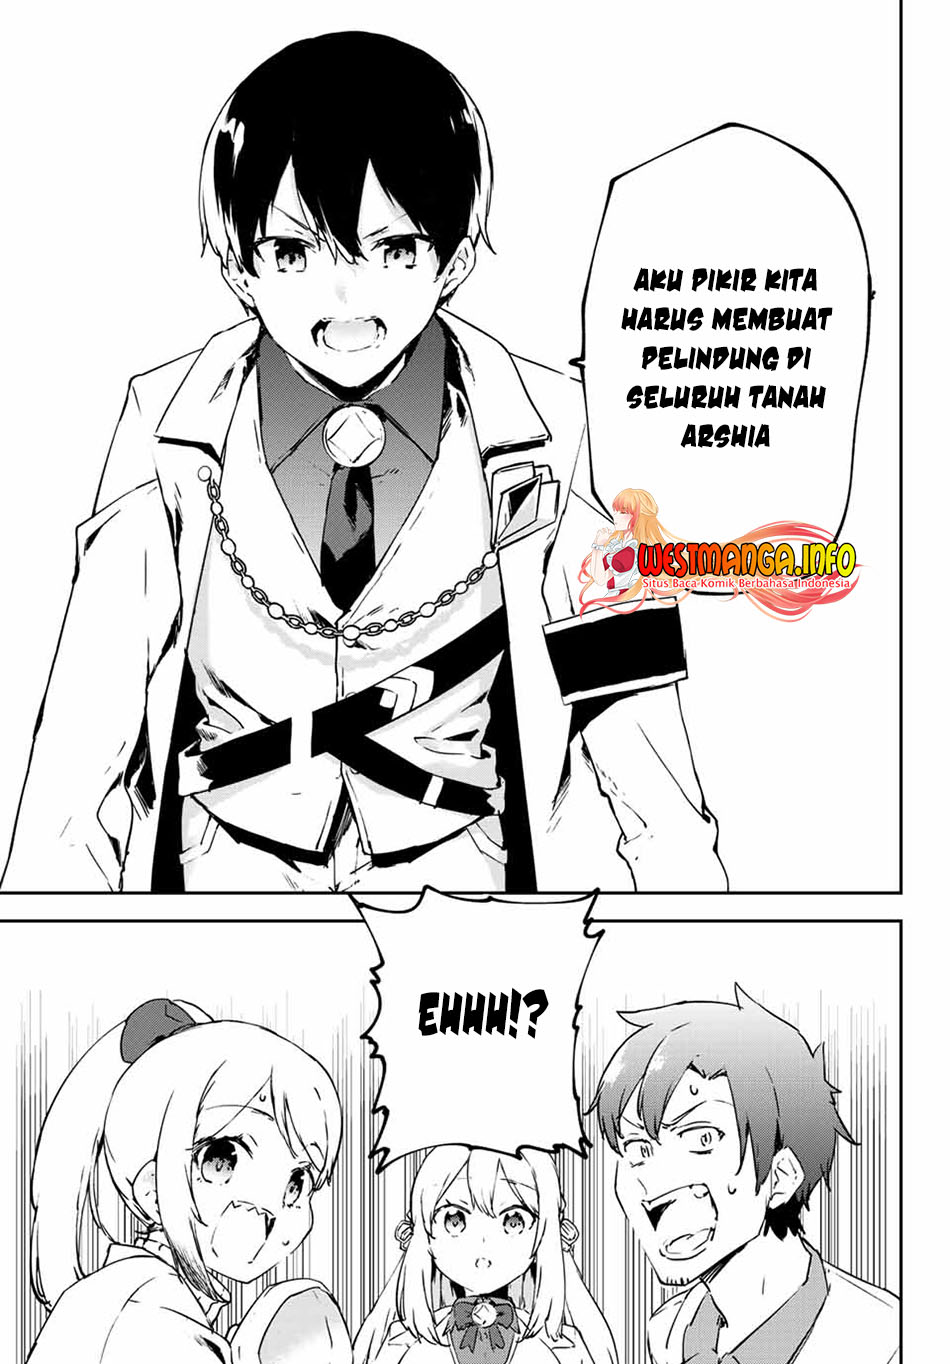 AKU PIKIR KITA
HARUS MEMBUAT
PELINDUNG DI
SELURUH TANAH
ARSHIA
WESTMANGA.INFO
Situs Baca Komik Berbahasa Indonesia
EHHH!?